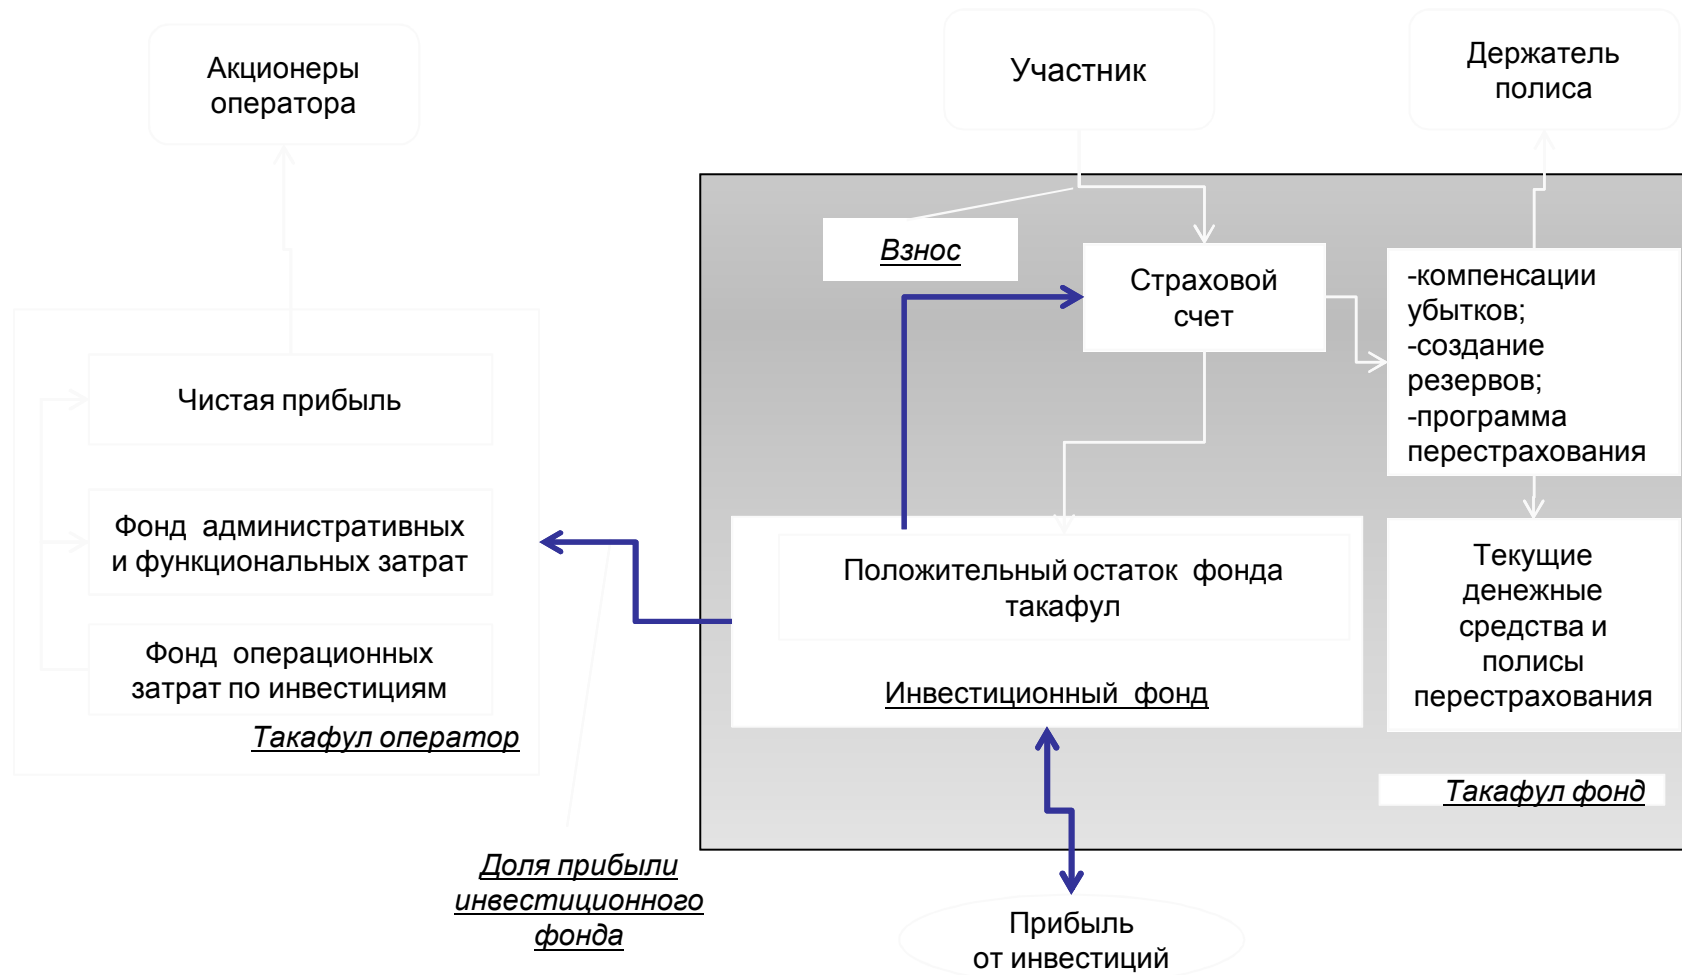 Акционеры
оператора
Участник
Держатель
полиса
Взнос
Страховой
счет
-компенсации
убытков;
-создание
резервов;
-программа
перестрахования
Чистая прибыль
Фонд административных
и функциональных затрат
Фонд операционных
затрат по инвестициям
Такафул оператор
Положительный остаток фонда
такафул
Инвестиционный фонд
Текущие
денежные
средства и
полисы
перестрахования
Такафул фонд
Доля прибыли
инвестиционного
фонда
Прибыль
от инвестиций